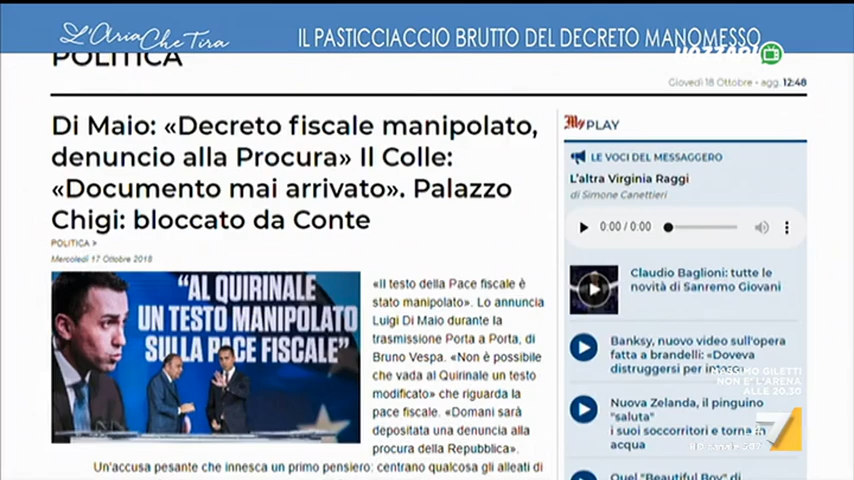 L'Aria Che Tira
IL PASTICCIACCIO BRUTTO DEL DECRETO MANOMESSO
POLITICA
Giovedì 18 Ottobre - agg. 12:48
Di Maio: «Decreto fiscale manipolato,
denuncio alla Procura» Il Colle:
«Documento mai arrivato». Palazzo
Chigi: bloccato da Conte
POLITICA >
Mercoledì 17 Ottobre 2018
"AL QUIRINALE
UN TESTO MANIPOLATO
SULLA PACE FISCALE"
«Il testo della Pace fiscale è
stato manipolato». Lo annuncia
Luigi Di Maio durante la
trasmissione Porta a Porta, di
Bruno Vespa. «Non è possibile
che vada al Quirinale un testo
modificato» che riguarda la
pace fiscale. «Domani sarà
depositata una denuncia alla
procura della Repubblica».
Un'accusa pesante che innesca un primo pensiero: centrano qualcosa gli alleati di
My PLAY
LE VOCI DEL MESSAGGERO
L'altra Virginia Raggi
di Simone Canettieri
0:00 / 0:00
Claudio Baglioni: tutte le
novità di Sanremo Giovani
Banksy, nuovo video sull'opera
fatta a brandelli: «Doveva
distruggersi per
MASSIMO GILETTI
NON E' L'ARENA
ALLE 20.30
Nuova Zelanda, il pinguino
"saluta"
i suoi soccorritori e torna in
acqua
7
Quel "Beautiful Boy" di